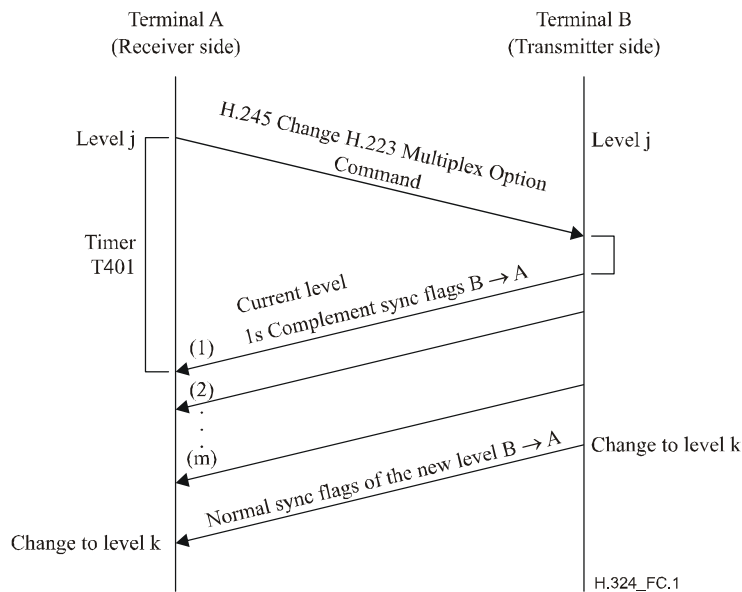 Terminal A
(Receiver side)
Terminal B
(Transmitter side)
Level j
H.245 Change H.223 Multiplex Option
Command
Level j
Timer
T401
Current level
1s Complement sync flags B → A
(1)
(2)
(m)
Change to level k
Normal sync flags of the new level B → A
Change to level k
H.324_FC.1